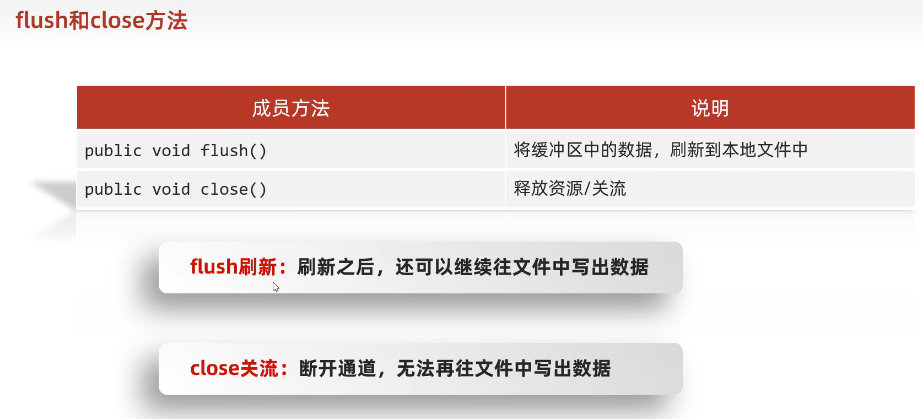 flush和close方法
成员方法 说明
public void flush() 将缓冲区中的数据，刷新到本地文件中
public void close() 释放资源/关流
flush刷新：刷新之后，还可以继续往文件中写出数据
close关流：断开通道，无法再往文件中写出数据